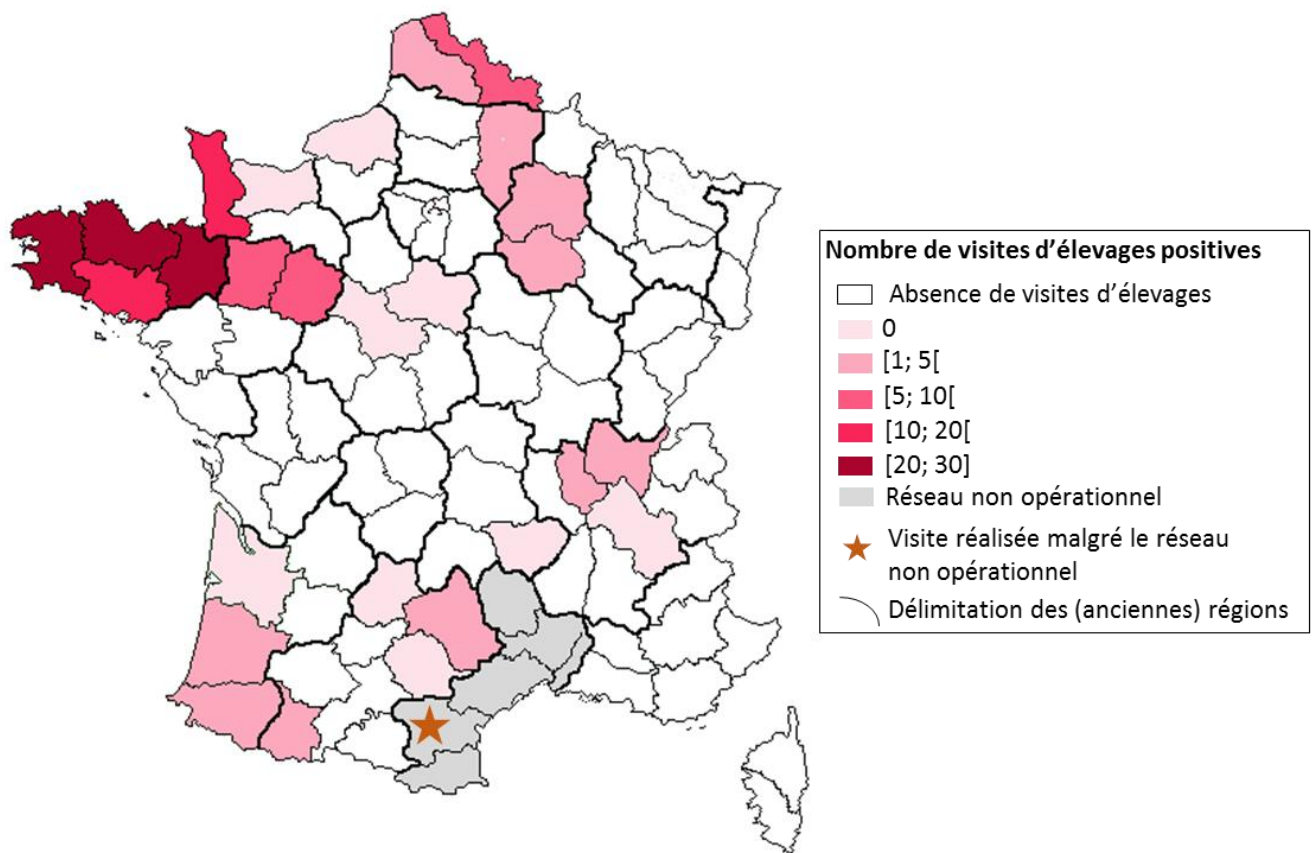 Nombre de visites d'élevages positives
Absence de visites d'élevages
0
[1; 5[
[5; 10[
[10; 20[
[20; 30]
Réseau non opérationnel
Visite réalisée malgré le réseau
non opérationnel
Délimitation des (anciennes) régions